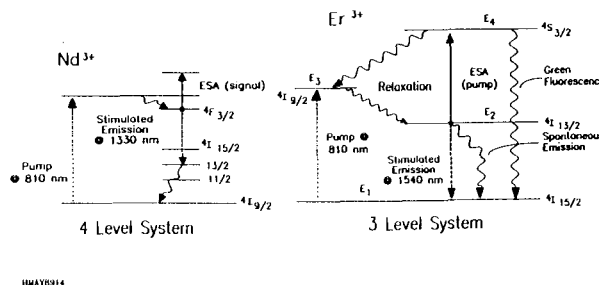 Nd 3+
ESA (signal)
4F 3/2
Stimulated
Emission
@ 1330 nm
4I 15/2
13/2
11/2
Pump
@ 810 nm
4I 9/2
4 Level System
Er 3+
E4
4S 3/2
Green
Fluorescence
E3
4I 9/2
Relaxation
ESA
(pump)
E2
4I 13/2
Pump @
810 nm
Spontaneous
Emission
Stimulated
Emission
@ 1540 nm
E1
4I 15/2
3 Level System